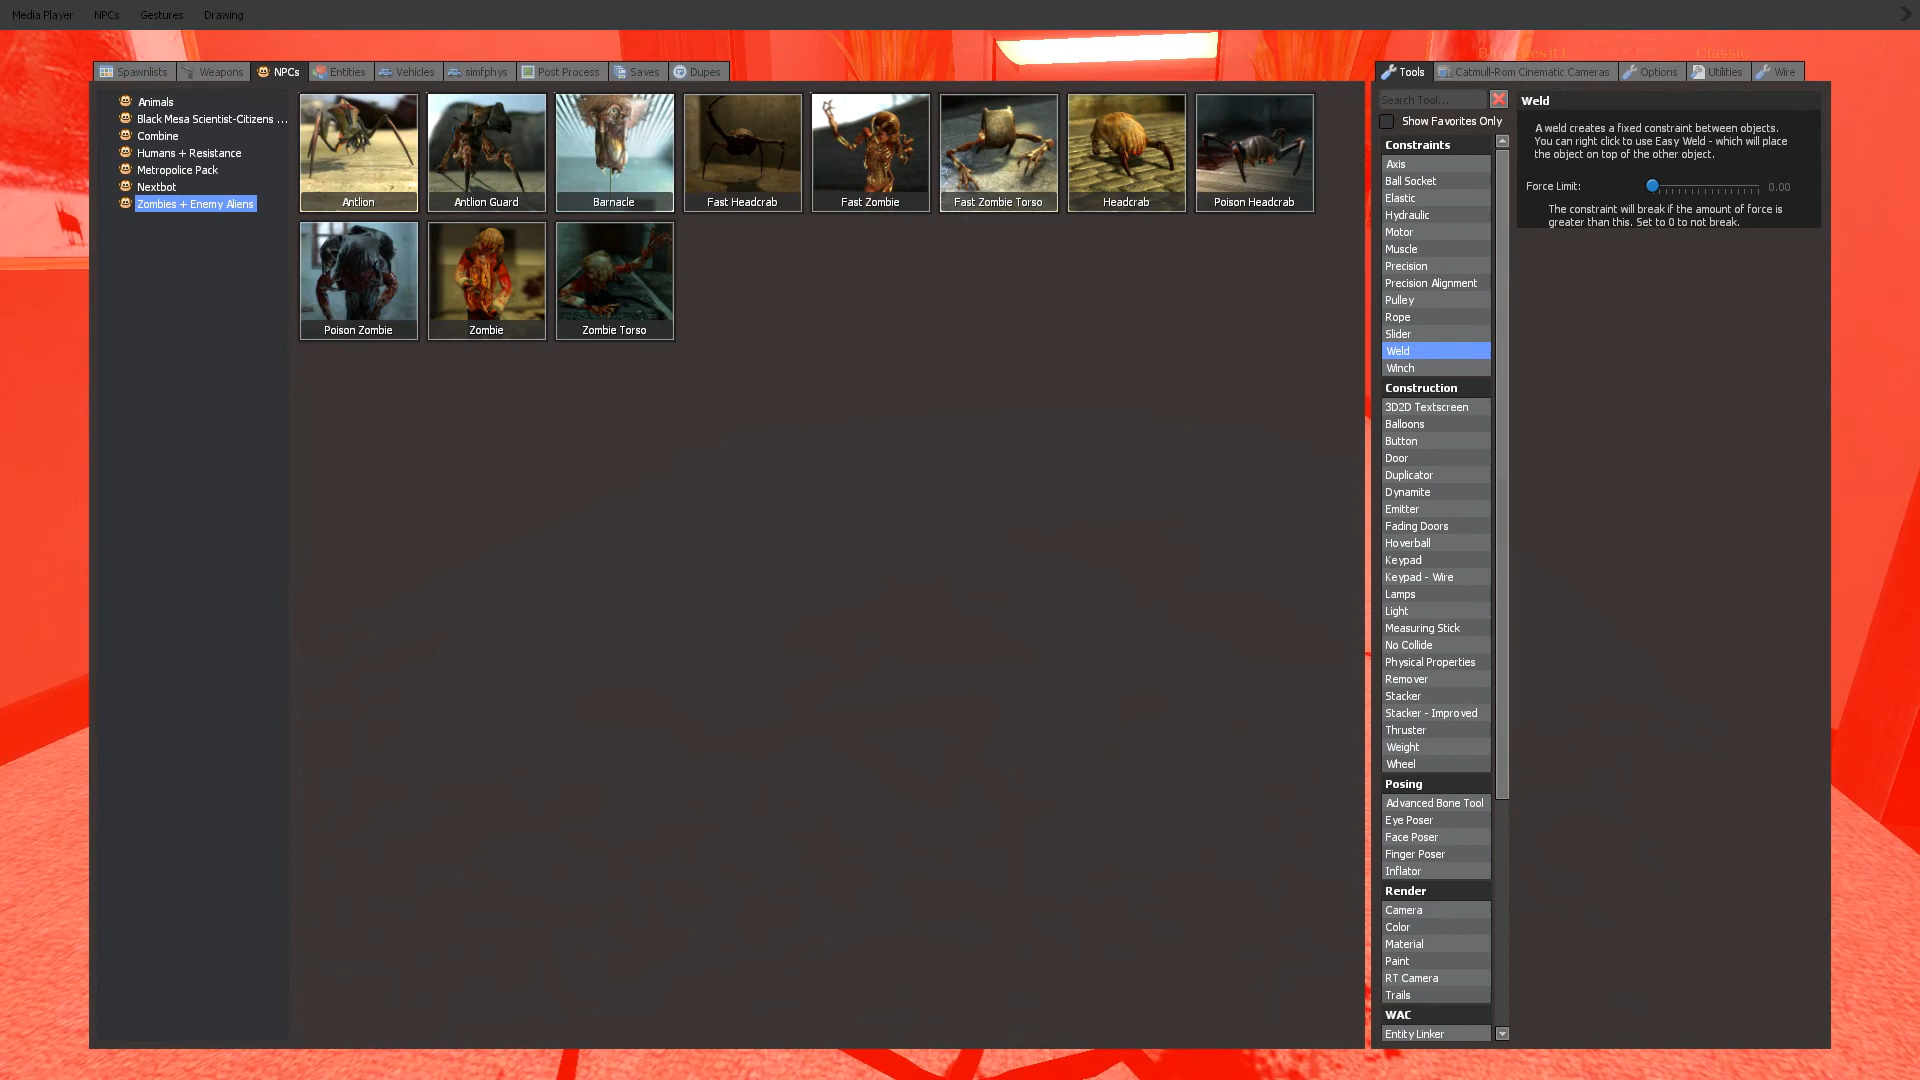 Media Player NPCs Gestures Drawing
Classic
Spawnlists Weapons NPCs Entities Vehicles simfphys Post Process Saves Dupes
Animals
Black Mesa Scientist-Citizens ...
Combine
Humans + Resistance
Metropolice Pack
Nextbot
Zombies + Enemy Aliens
Antlion Antlion Guard Barnacle Fast Headcrab Fast Zombie Fast Zombie Torso Headcrab Poison Headcrab
Poison Zombie Zombie Zombie Torso
Tools Catmull-Rom Cinematic Cameras Options Utilities Wire
Search Tool...
Show Favorites Only
Constraints
Axis
Ball Socket
Elastic
Hydraulic
Motor
Muscle
Precision
Precision Alignment
Pulley
Rope
Slider
Weld
Winch
Construction
3D2D Textscreen
Balloons
Button
Door
Duplicator
Dynamite
Emitter
Fading Doors
Hoverball
Keypad
Keypad - Wire
Lamps
Light
Measuring Stick
No Collide
Physical Properties
Remover
Stacker
Stacker - Improved
Thruster
Weight
Wheel
Posing
Advanced Bone Tool
Eye Poser
Face Poser
Finger Poser
Inflator
Render
Camera
Color
Material
Paint
RT Camera
Trails
WAC
Entity Linker
Weld
A weld creates a fixed constraint between objects.
You can right click to use Easy Weld - which will place
the object on top of the other object.
Force Limit: 0.00
The constraint will break if the amount of force is
greater than this. Set to 0 to not break.